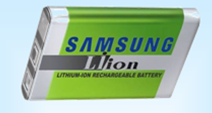 SAMSUNG
Li-ion
LITHIUM-ION RECHARGEABLE BATTERY